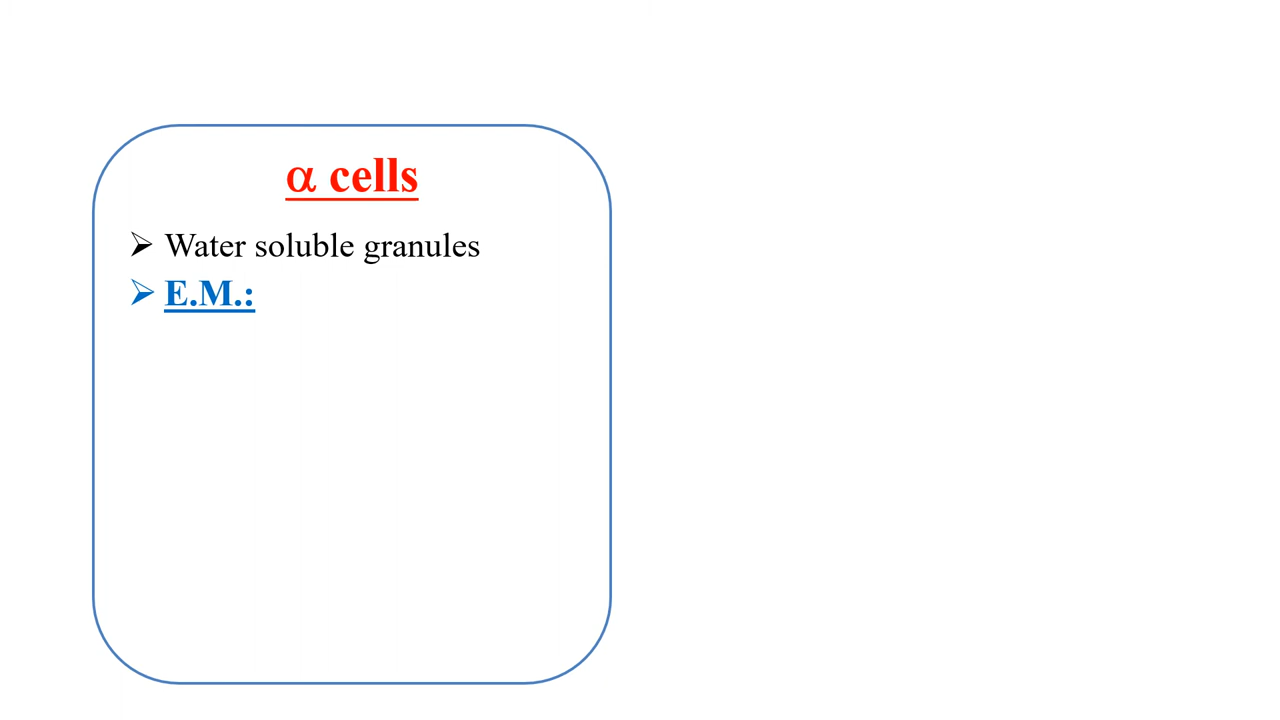 α cells
➢ Water soluble granules
➢ E.M.: